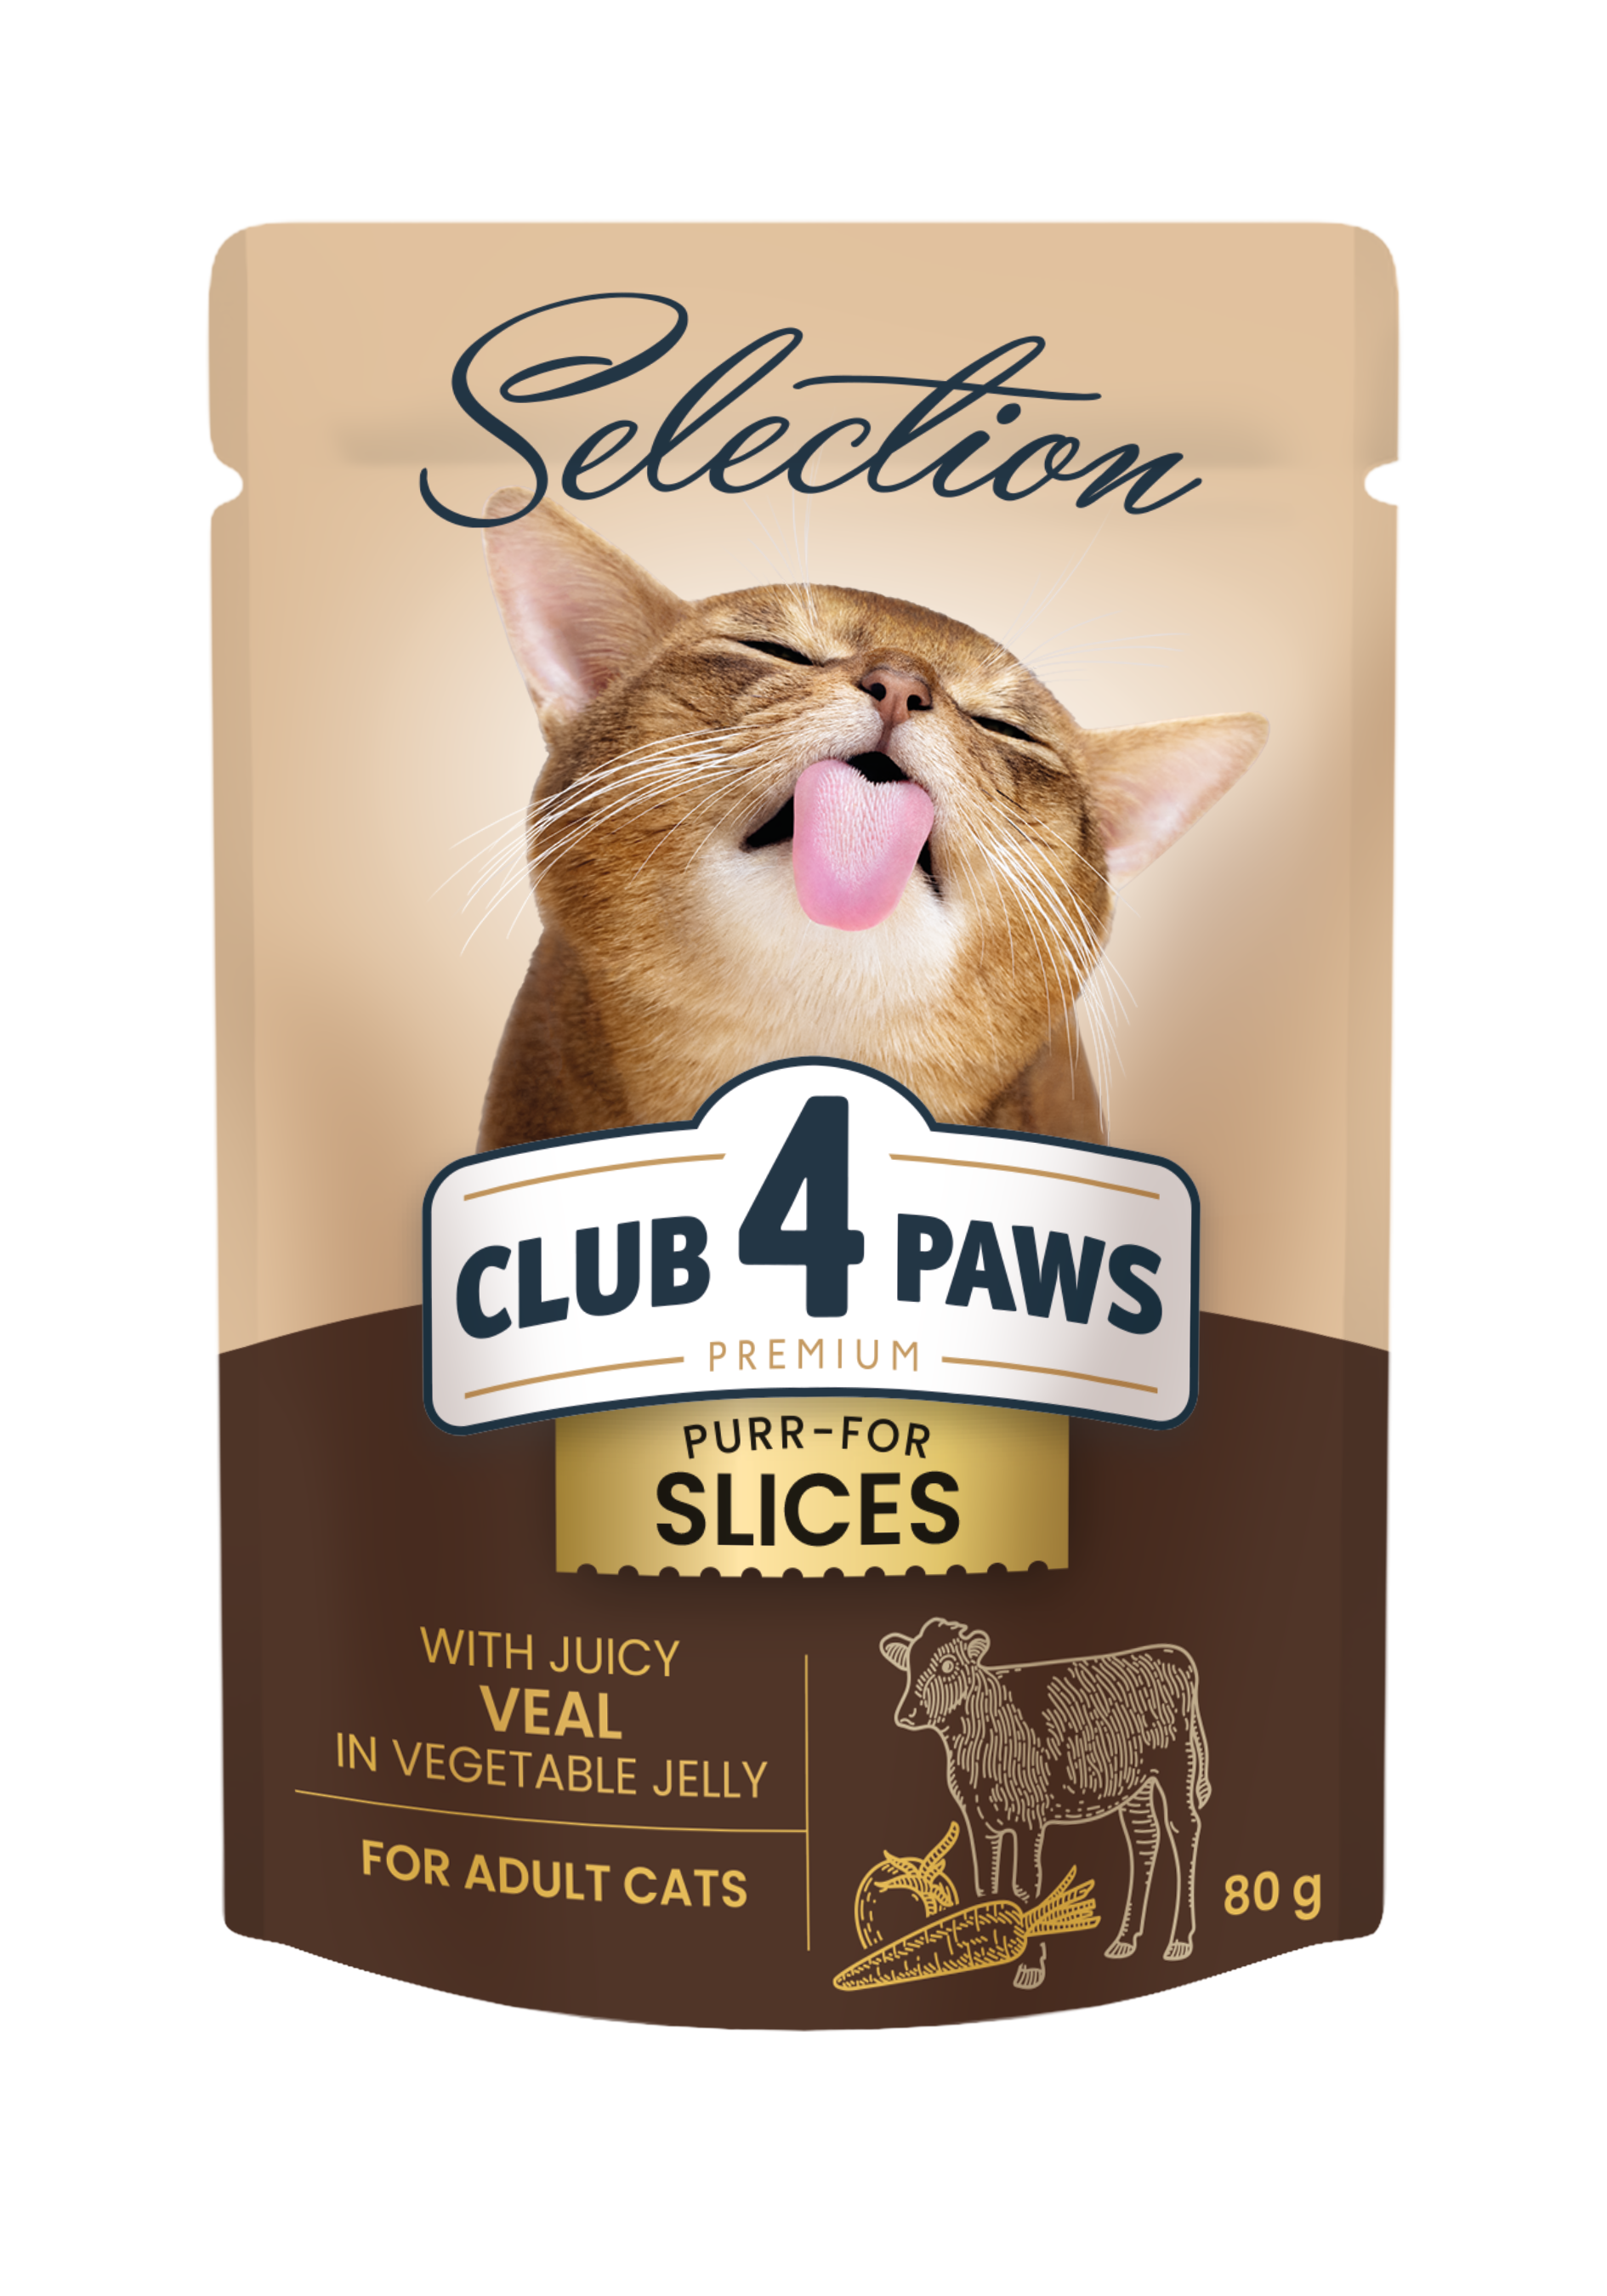 Selection
CLUB 4 PAWS
PREMIUM
PURR-FOR
SLICES
WITH JUICY
VEAL
IN VEGETABLE JELLY
FOR ADULT CATS
80 g